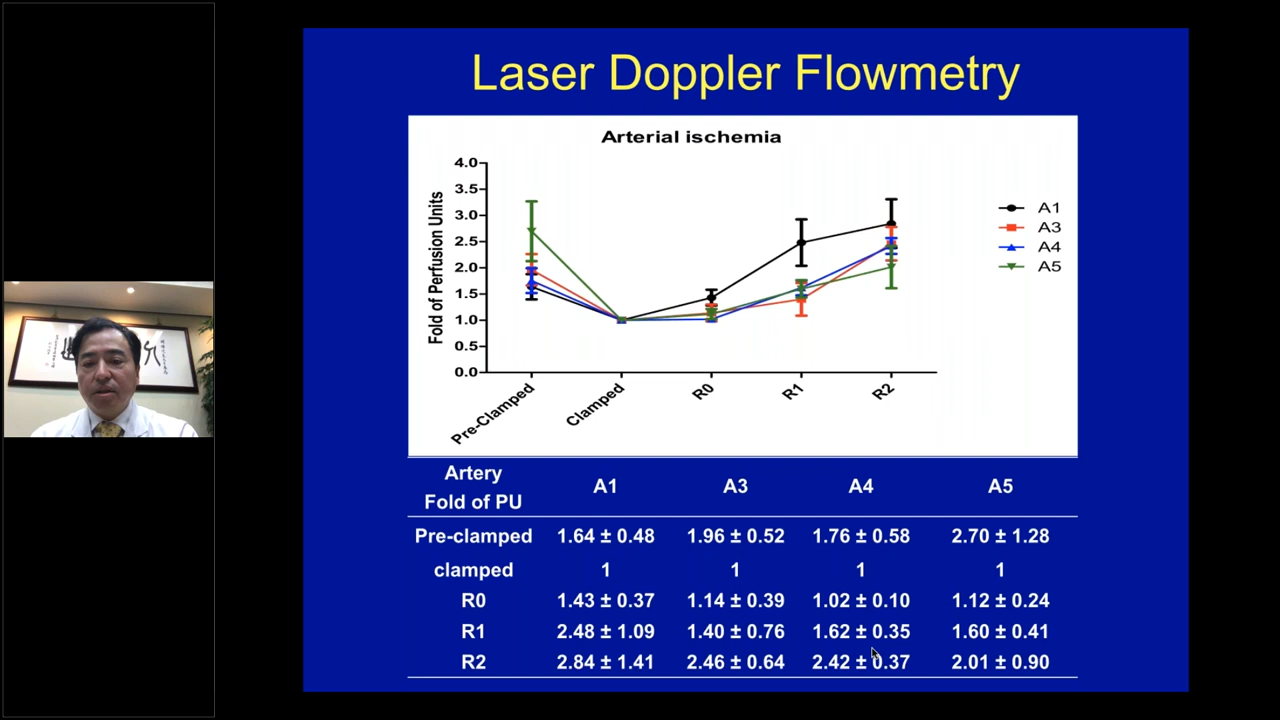 Laser Doppler Flowmetry
Arterial ischemia
Fold of Perfusion Units
4.0
3.5
3.0
2.5
2.0
1.5
1.0
0.5
0.0
Pre-Clamped
Clamped
R0
R1
R2
A1
A3
A4
A5
Artery
Fold of PU
A1 A3 A4 A5
Pre-clamped 1.64 ± 0.48 1.96 ± 0.52 1.76 ± 0.58 2.70 ± 1.28
clamped 1 1 1 1
R0 1.43 ± 0.37 1.14 ± 0.39 1.02 ± 0.10 1.12 ± 0.24
R1 2.48 ± 1.09 1.40 ± 0.76 1.62 ± 0.35 1.60 ± 0.41
R2 2.84 ± 1.41 2.46 ± 0.64 2.42 ± 0.37 2.01 ± 0.90